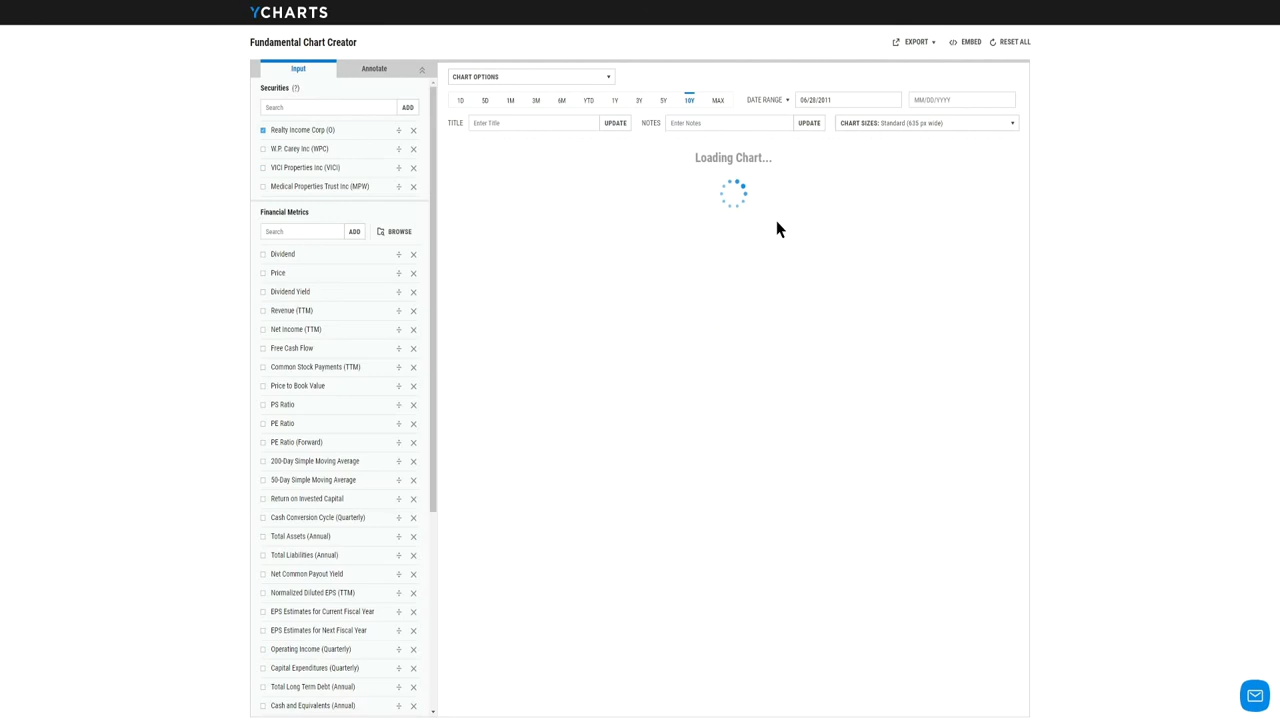 YCHARTS
Fundamental Chart Creator
EXPORT
EMBED
RESET ALL
Input
Annotate
Securities (?)
Search
ADD
Realty Income Corp (O)
W.P. Carey Inc (WPC)
VICI Properties Inc (VICI)
Medical Properties Trust Inc (MPW)
Financial Metrics
Search
ADD
BROWSE
Dividend
Price
Dividend Yield
Revenue (TTM)
Net Income (TTM)
Free Cash Flow
Common Stock Payments (TTM)
Price to Book Value
PS Ratio
PE Ratio
PE Ratio (Forward)
200-Day Simple Moving Average
50-Day Simple Moving Average
Return on Invested Capital
Cash Conversion Cycle (Quarterly)
Total Assets (Annual)
Total Liabilities (Annual)
Net Common Payout Yield
Normalized Diluted EPS (TTM)
EPS Estimates for Current Fiscal Year
EPS Estimates for Next Fiscal Year
Operating Income (Quarterly)
Capital Expenditures (Quarterly)
Total Long Term Debt (Annual)
Cash and Equivalents (Annual)
CHART OPTIONS
1D 5D 1M 3M 6M YTD 1Y 3Y 5Y 10Y MAX
DATE RANGE
06/28/2011
MM/DD/YYYY
TITLE
Enter Title
UPDATE
NOTES
Enter Notes
UPDATE
CHART SIZES: Standard (635 px wide)
Loading Chart...